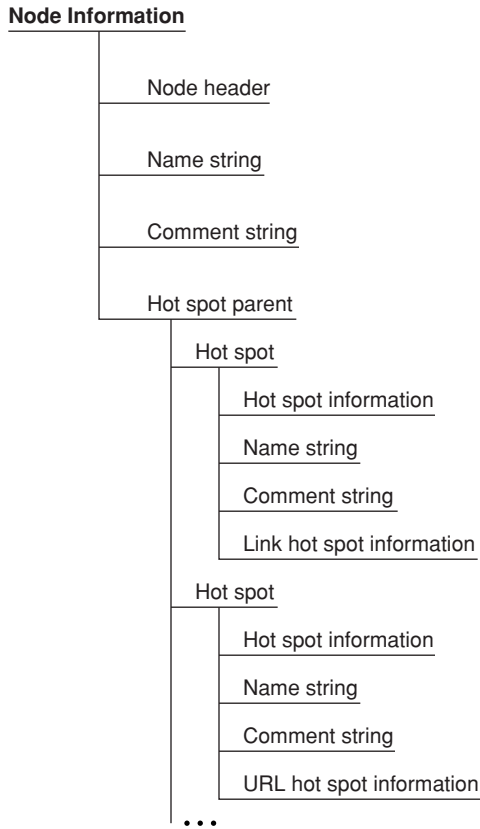 Node Information
Node header
Name string
Comment string
Hot spot parent
Hot spot
Hot spot information
Name string
Comment string
Link hot spot information
Hot spot
Hot spot information
Name string
Comment string
URL hot spot information
...